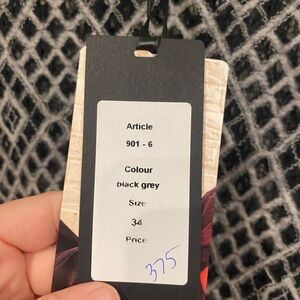 Article
901 - 6
Colour
black grey
Size
34
Price
375